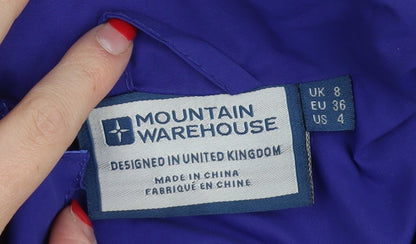 MOUNTAIN
WAREHOUSE
DESIGNED IN UNITED KINGDOM
MADE IN CHINA
FABRIQUÉ EN CHINE
UK 8
EU 36
US 4